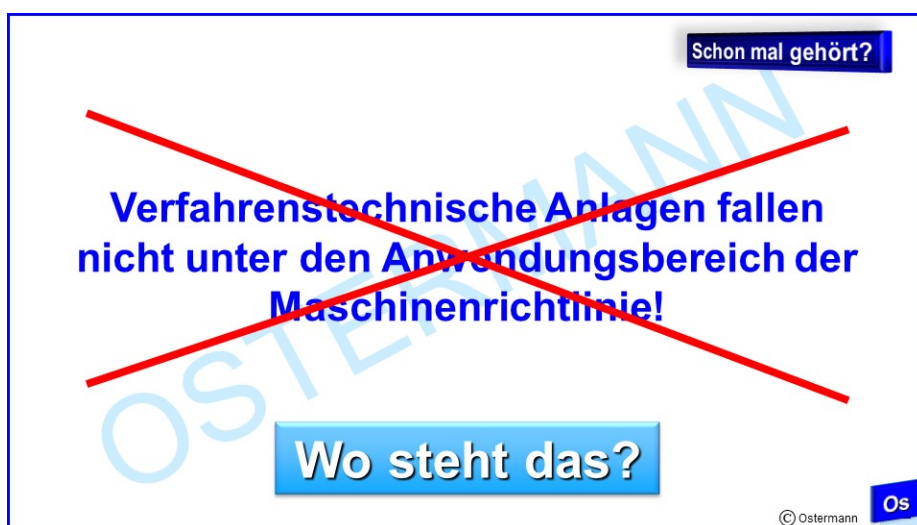 Schon mal gehört?
OSTERMANN
Verfahrenstechnische Anlagen fallen
nicht unter den Anwendungsbereich der
Maschinenrichtlinie!
Wo steht das?
© Ostermann
Os